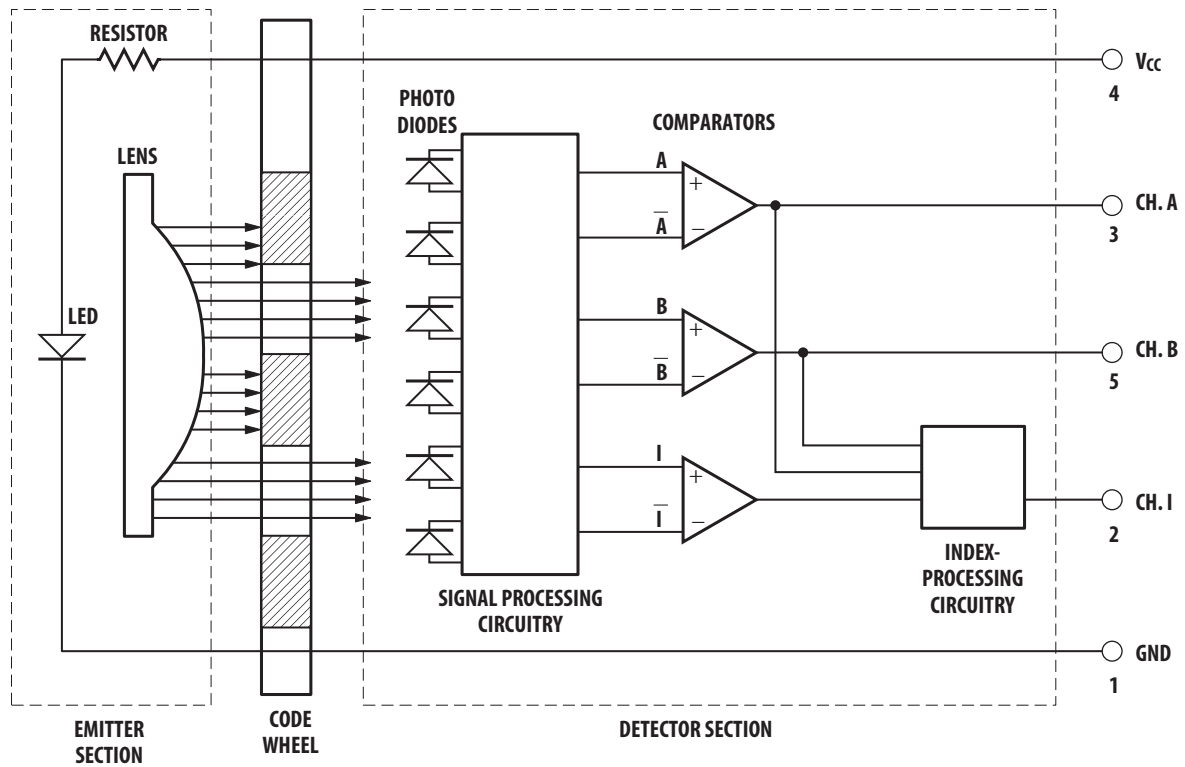 RESISTOR
VCC
4
PHOTO
DIODES
COMPARATORS
LENS
A
+
CH. A
3
A̅
−
LED
B
+
CH. B
5
B̅
−
I
+
CH. I
2
I̅
−
INDEX-
PROCESSING
CIRCUITRY
SIGNAL PROCESSING
CIRCUITRY
GND
1
EMITTER
SECTION
CODE
WHEEL
DETECTOR SECTION